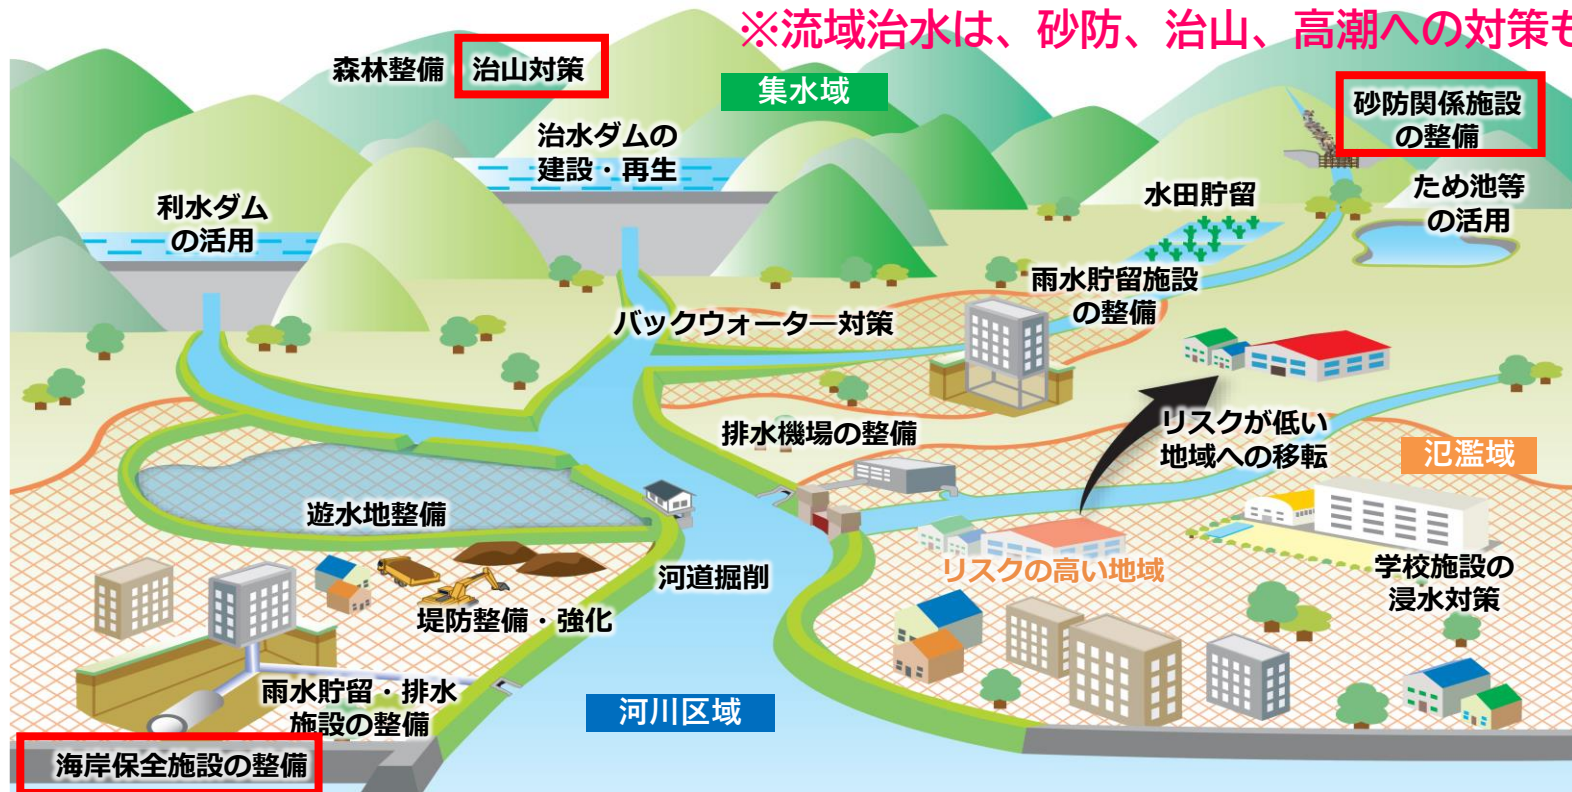 ※流域治水は、砂防、治山、高潮への対策も
森林整備
治山対策
集水域
砂防関係施設
の整備
治水ダムの
建設・再生
利水ダム
の活用
水田貯留
ため池等
の活用
雨水貯留施設
の整備
バックウォーター対策
排水機場の整備
リスクが低い
地域への移転
氾濫域
遊水地整備
河道掘削
リスクの高い地域
学校施設の
浸水対策
堤防整備・強化
雨水貯留・排水
施設の整備
河川区域
海岸保全施設の整備